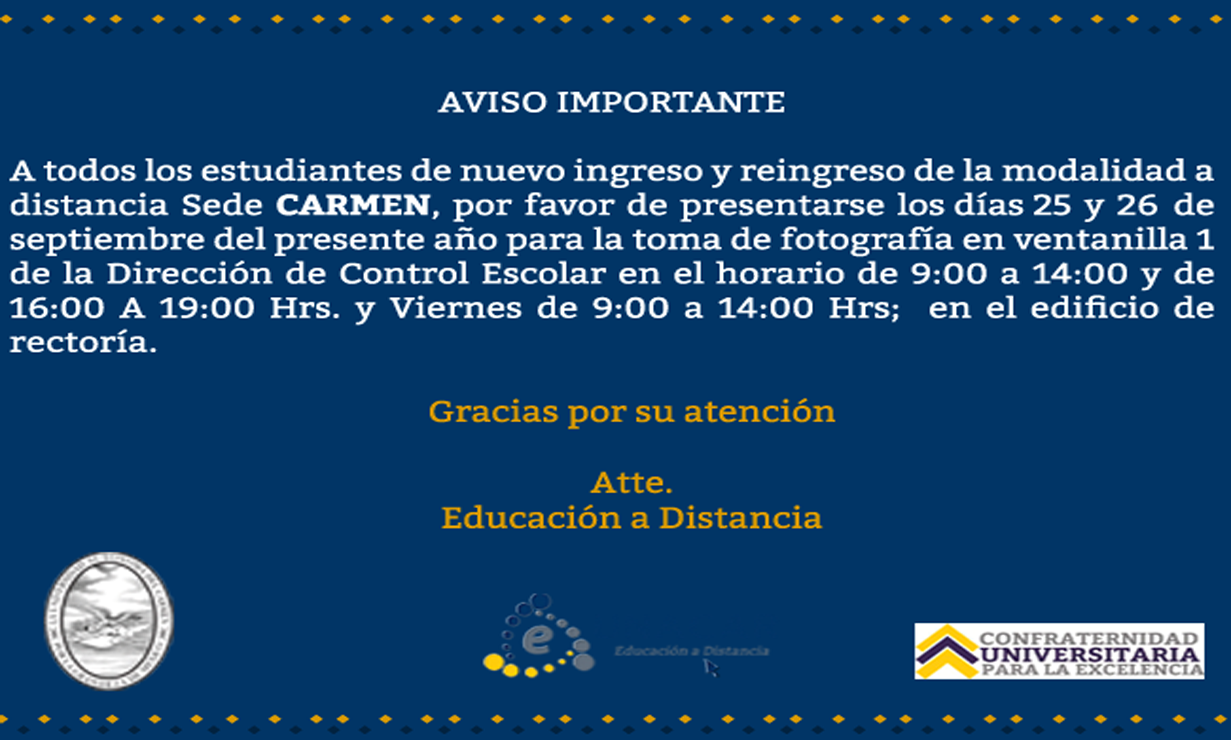 AVISO IMPORTANTE
A todos los estudiantes de nuevo ingreso y reingreso de la modalidad a
distancia Sede CARMEN, por favor de presentarse los días 25 y 26 de
septiembre del presente año para la toma de fotografía en ventanilla 1
de la Dirección de Control Escolar en el horario de 9:00 a 14:00 y de
16:00 A 19:00 Hrs. y Viernes de 9:00 a 14:00 Hrs; en el edificio de
rectoría.
Gracias por su atención
Atte.
Educación a Distancia
e
Educación a Distancia
CONFRATERNIDAD
UNIVERSITARIA
PARA LA EXCELENCIA